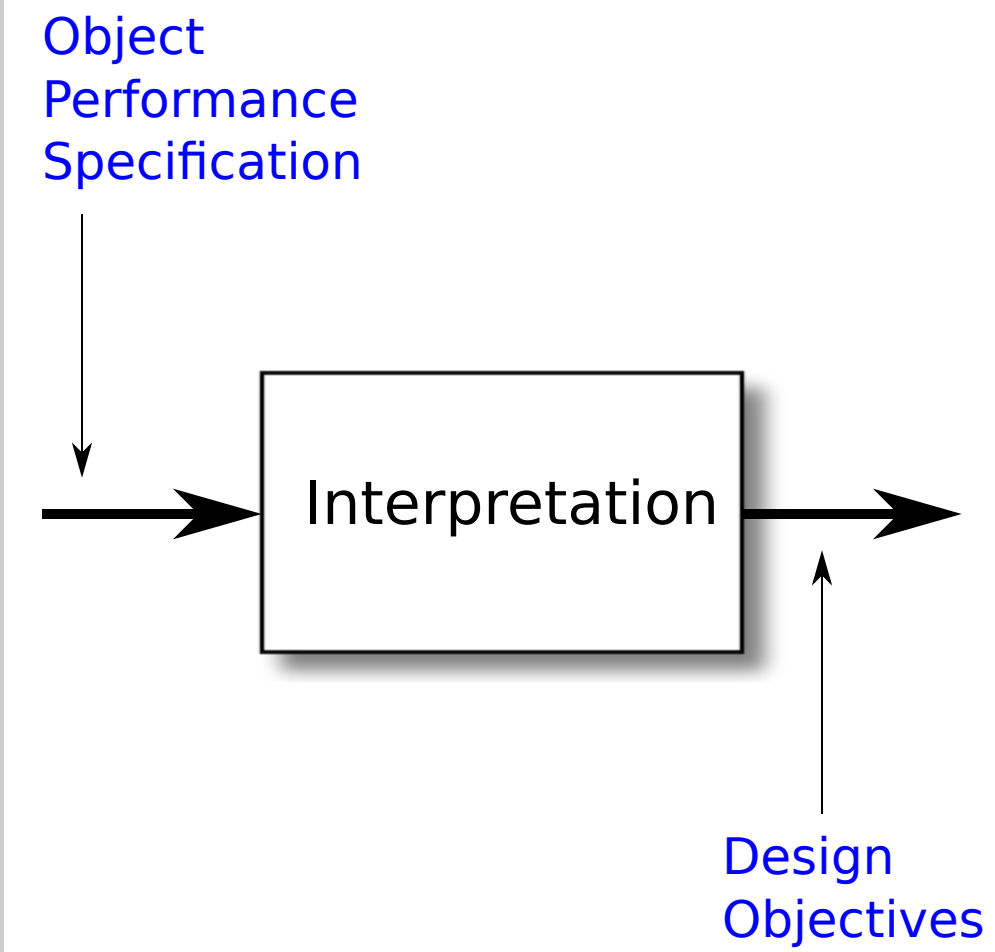 Object
Performance
Specification
Interpretation
Design
Objectives